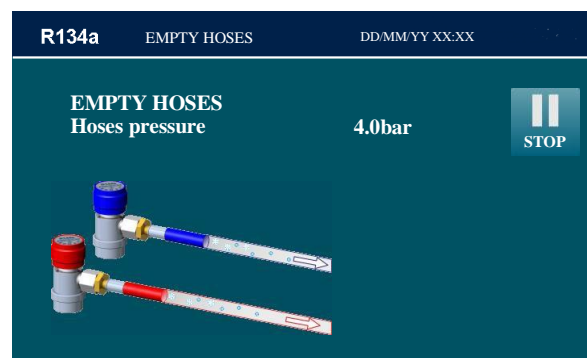 R134a EMPTY HOSES DD/MM/YY XX:XX
EMPTY HOSES
Hoses pressure 4.0bar
STOP